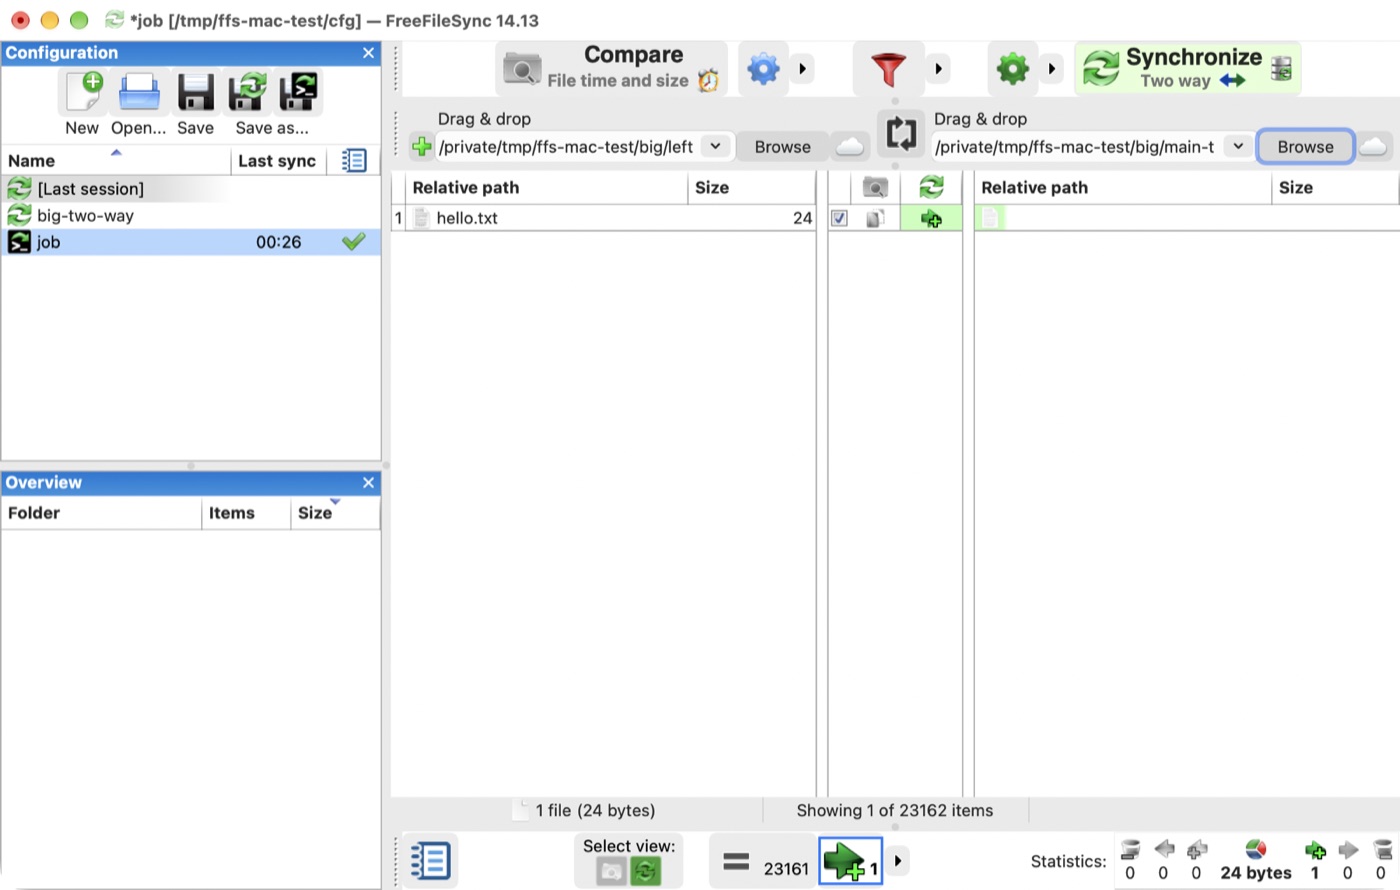 *job [/tmp/ffs-mac-test/cfg] — FreeFileSync 14.13
Configuration
New Open... Save Save as...
Name Last sync
[Last session]
big-two-way
job 00:26
Overview
Folder Items Size
Compare
File time and size
Synchronize
Two way
Drag & drop
/private/tmp/ffs-mac-test/big/left Browse
Drag & drop
/private/tmp/ffs-mac-test/big/main-t Browse
Relative path Size
Relative path Size
1 hello.txt 24
1 file (24 bytes) Showing 1 of 23162 items
Select view:
23161
1
Statistics: 0 0 0 24 bytes 1 0 0